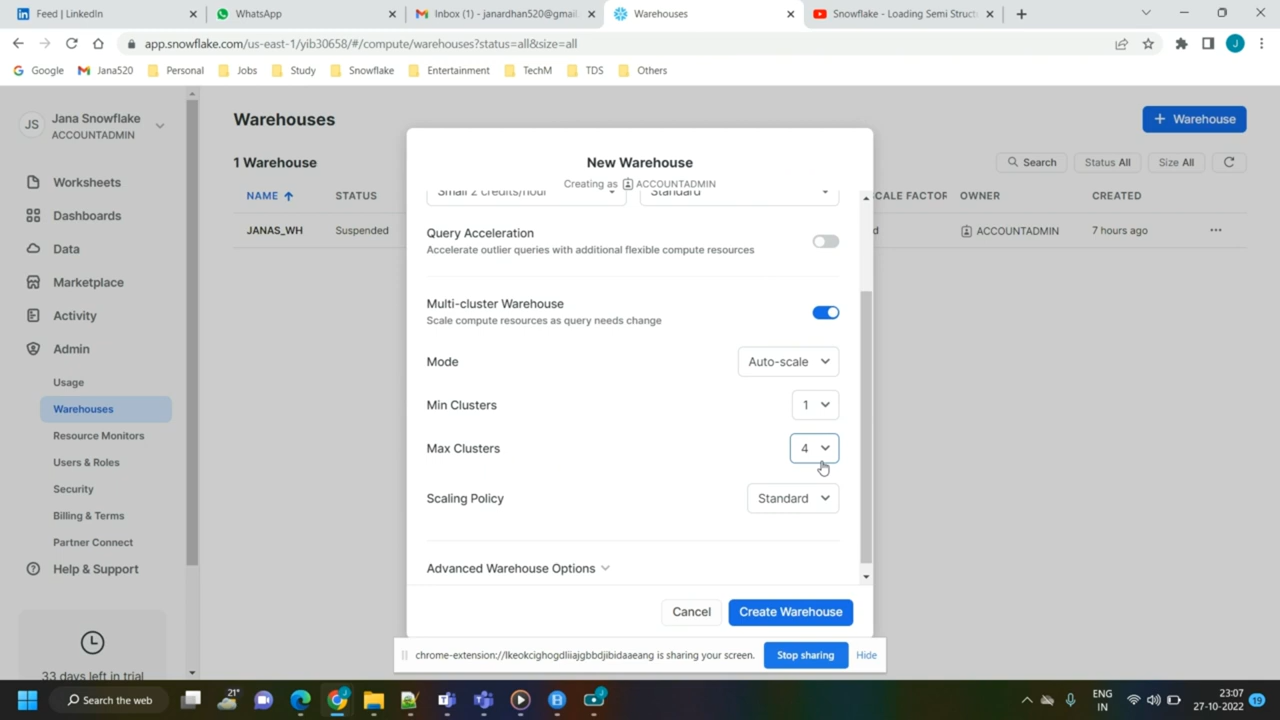 Feed | LinkedIn
WhatsApp
Inbox (1) - janardhan520@gmail.
Warehouses
Snowflake - Loading Semi Struct
app.snowflake.com/us-east-1/yib30658/#/compute/warehouses?status=all&size=all
J
Google
Jana520
Personal
Jobs
Study
Snowflake
Entertainment
TechM
TDS
Others
JS
Jana Snowflake
ACCOUNTADMIN
Worksheets
Dashboards
Data
Marketplace
Activity
Admin
Usage
Warehouses
Resource Monitors
Users & Roles
Security
Billing & Terms
Partner Connect
Help & Support
33 days left in trial
Warehouses
+ Warehouse
1 Warehouse
Search
Status All
Size All
NAME
STATUS
SCALE FACTOR
OWNER
CREATED
JANAS_WH
Suspended
d
ACCOUNTADMIN
7 hours ago
...
New Warehouse
Creating as ACCOUNTADMIN
Small 2 credits/hour
Standard
Query Acceleration
Accelerate outlier queries with additional flexible compute resources
Multi-cluster Warehouse
Scale compute resources as query needs change
Mode
Auto-scale
Min Clusters
1
Max Clusters
4
Scaling Policy
Standard
Advanced Warehouse Options
Cancel
Create Warehouse
chrome-extension://lkeokcighogdliiajgbbdjibidaaeang is sharing your screen.
Stop sharing
Hide
Search the web
21°
ENG
IN
23:07
27-10-2022
19